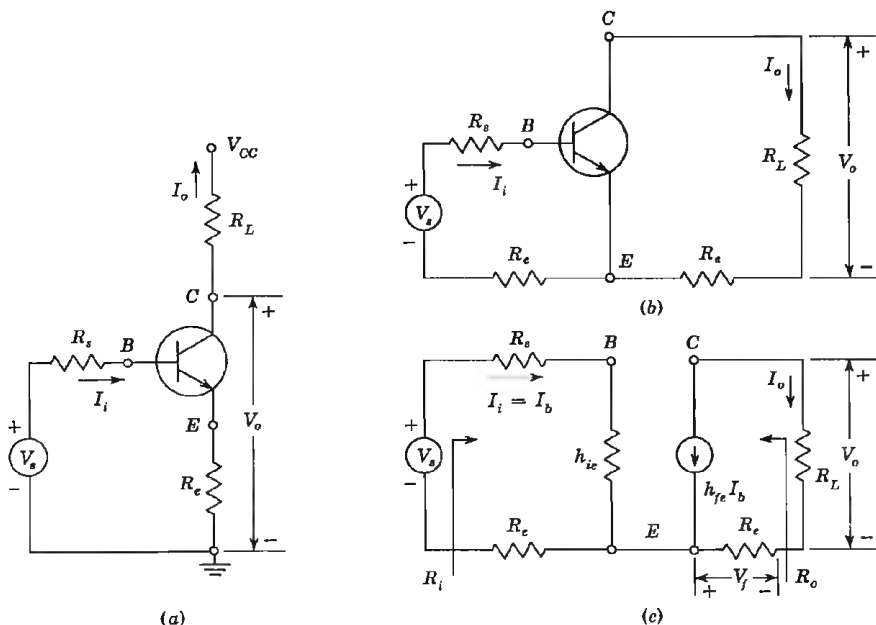 V_CC
I_o
R_L
C
+
R_s
B
I_i
+
V_s
−
E
V_o
R_e
−
(a)
C
+
I_o
R_s
B
I_i
+
V_s
−
R_L
V_o
R_e
E
R_e
−
(b)
R_s
B
C
+
I_i = I_b
I_o
+
V_s
−
h_ie
h_fe I_b
R_L
V_o
R_e
E
R_e
−
R_i
+ V_f −
R_o
(c)